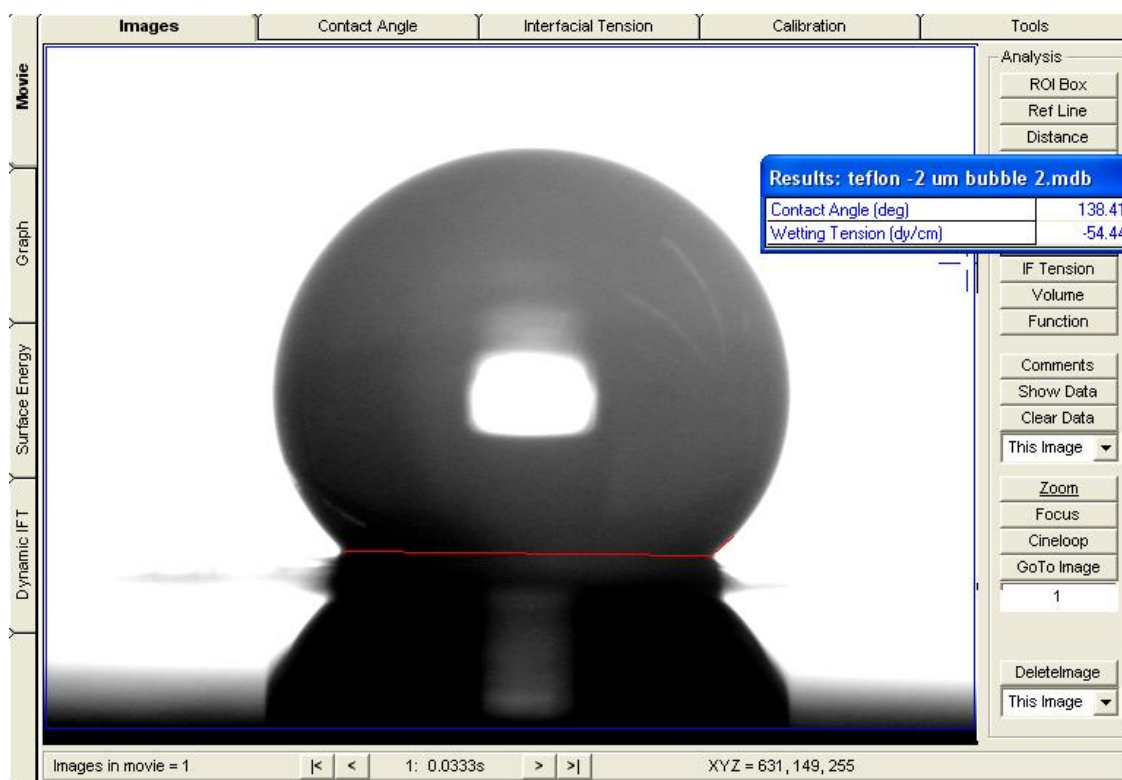 Images Contact Angle Interfacial Tension Calibration Tools
Movie
Graph
Surface Energy
Dynamic IFT
Analysis
ROI Box
Ref Line
Distance
Results: teflon -2 um bubble 2.mdb
Contact Angle (deg) 138.41
Wetting Tension (dy/cm) -54.44
IF Tension
Volume
Function
Comments
Show Data
Clear Data
This Image
Zoom
Focus
Cineloop
GoTo Image
1
DeleteImage
This Image
Images in movie = 1 |< < 1: 0.0333s > >| XYZ = 631, 149, 255